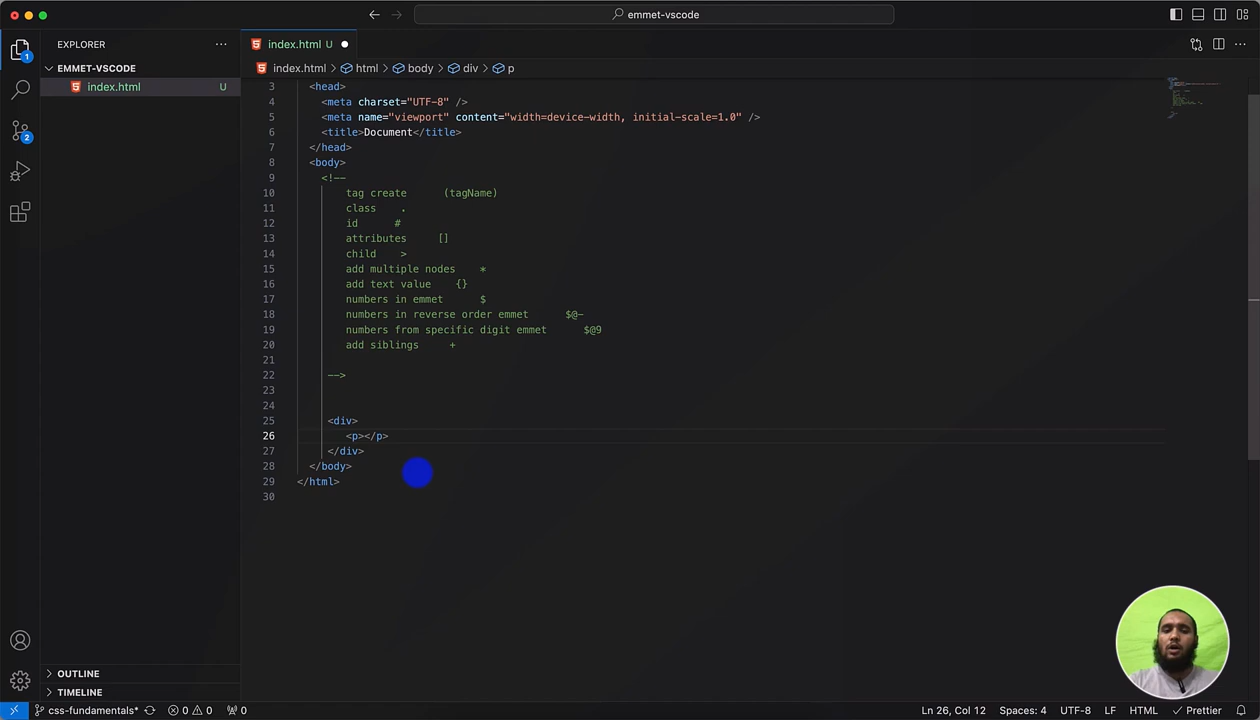 emmet-vscode
EXPLORER
EMMET-VSCODE
index.html
U
1
2
index.html U
index.html > html > body > div > p
3 <head>
4 <meta charset="UTF-8" />
5 <meta name="viewport" content="width=device-width, initial-scale=1.0" />
6 <title>Document</title>
7 </head>
8 <body>
9 <!--
10 tag create (tagName)
11 class .
12 id #
13 attributes []
14 child >
15 add multiple nodes *
16 add text value {}
17 numbers in emmet $
18 numbers in reverse order emmet $@-
19 numbers from specific digit emmet $@9
20 add siblings +
21
22 -->
23
24
25 <div>
26 <p></p>
27 </div>
28 </body>
29 </html>
30
OUTLINE
TIMELINE
css-fundamentals* 0 0 0
Ln 26, Col 12 Spaces: 4 UTF-8 LF HTML Prettier